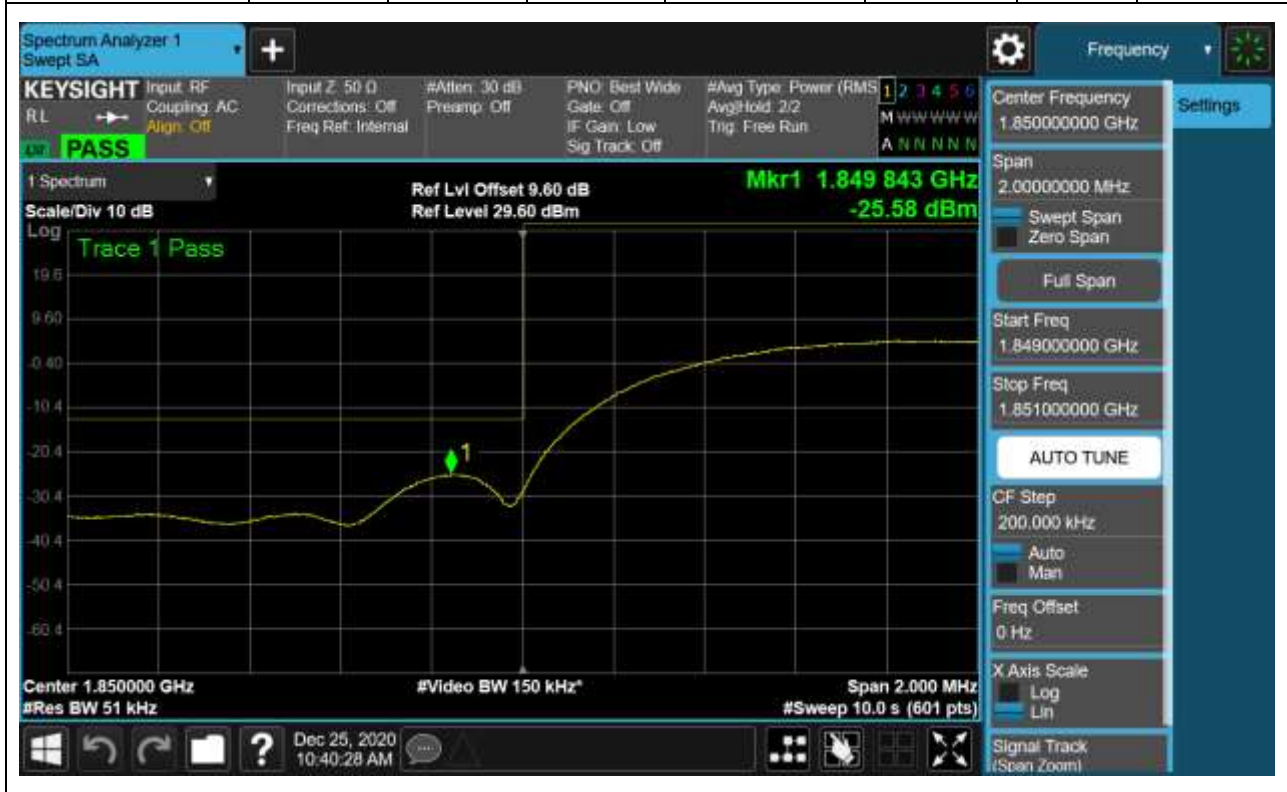 Spectrum Analyzer 1
Swept SA
+
Frequency
KEYSIGHT
RL
PASS
Input: RF
Coupling: AC
Align: Off
Input Z: 50 Ω
Corrections: Off
Freq Ref: Internal
#Atten: 30 dB
Preamp: Off
PNO: Best Wide
Gate: Off
IF Gain: Low
Sig Track: Off
#Avg Type: Power (RMS
Avg|Hold: 2/2
Trig: Free Run
1 2 3 4 5 6
M W W W W W
A N N N N N
1 Spectrum
Scale/Div 10 dB
Ref Lvl Offset 9.60 dB
Ref Level 29.60 dBm
Mkr1 1.849 843 GHz
-25.58 dBm
Log
Trace 1 Pass
19.6
9.60
-0.40
-10.4
-20.4
-30.4
-40.4
-50.4
-60.4
1
Center 1.850000 GHz
#Res BW 51 kHz
#Video BW 150 kHz*
Span 2.000 MHz
#Sweep 10.0 s (601 pts)
?
Dec 25, 2020
10:40:28 AM
Center Frequency
1.850000000 GHz
Settings
Span
2.00000000 MHz
Swept Span
Zero Span
Full Span
Start Freq
1.849000000 GHz
Stop Freq
1.851000000 GHz
AUTO TUNE
CF Step
200.000 kHz
Auto
Man
Freq Offset
0 Hz
X Axis Scale
Log
Lin
Signal Track
(Span Zoom)